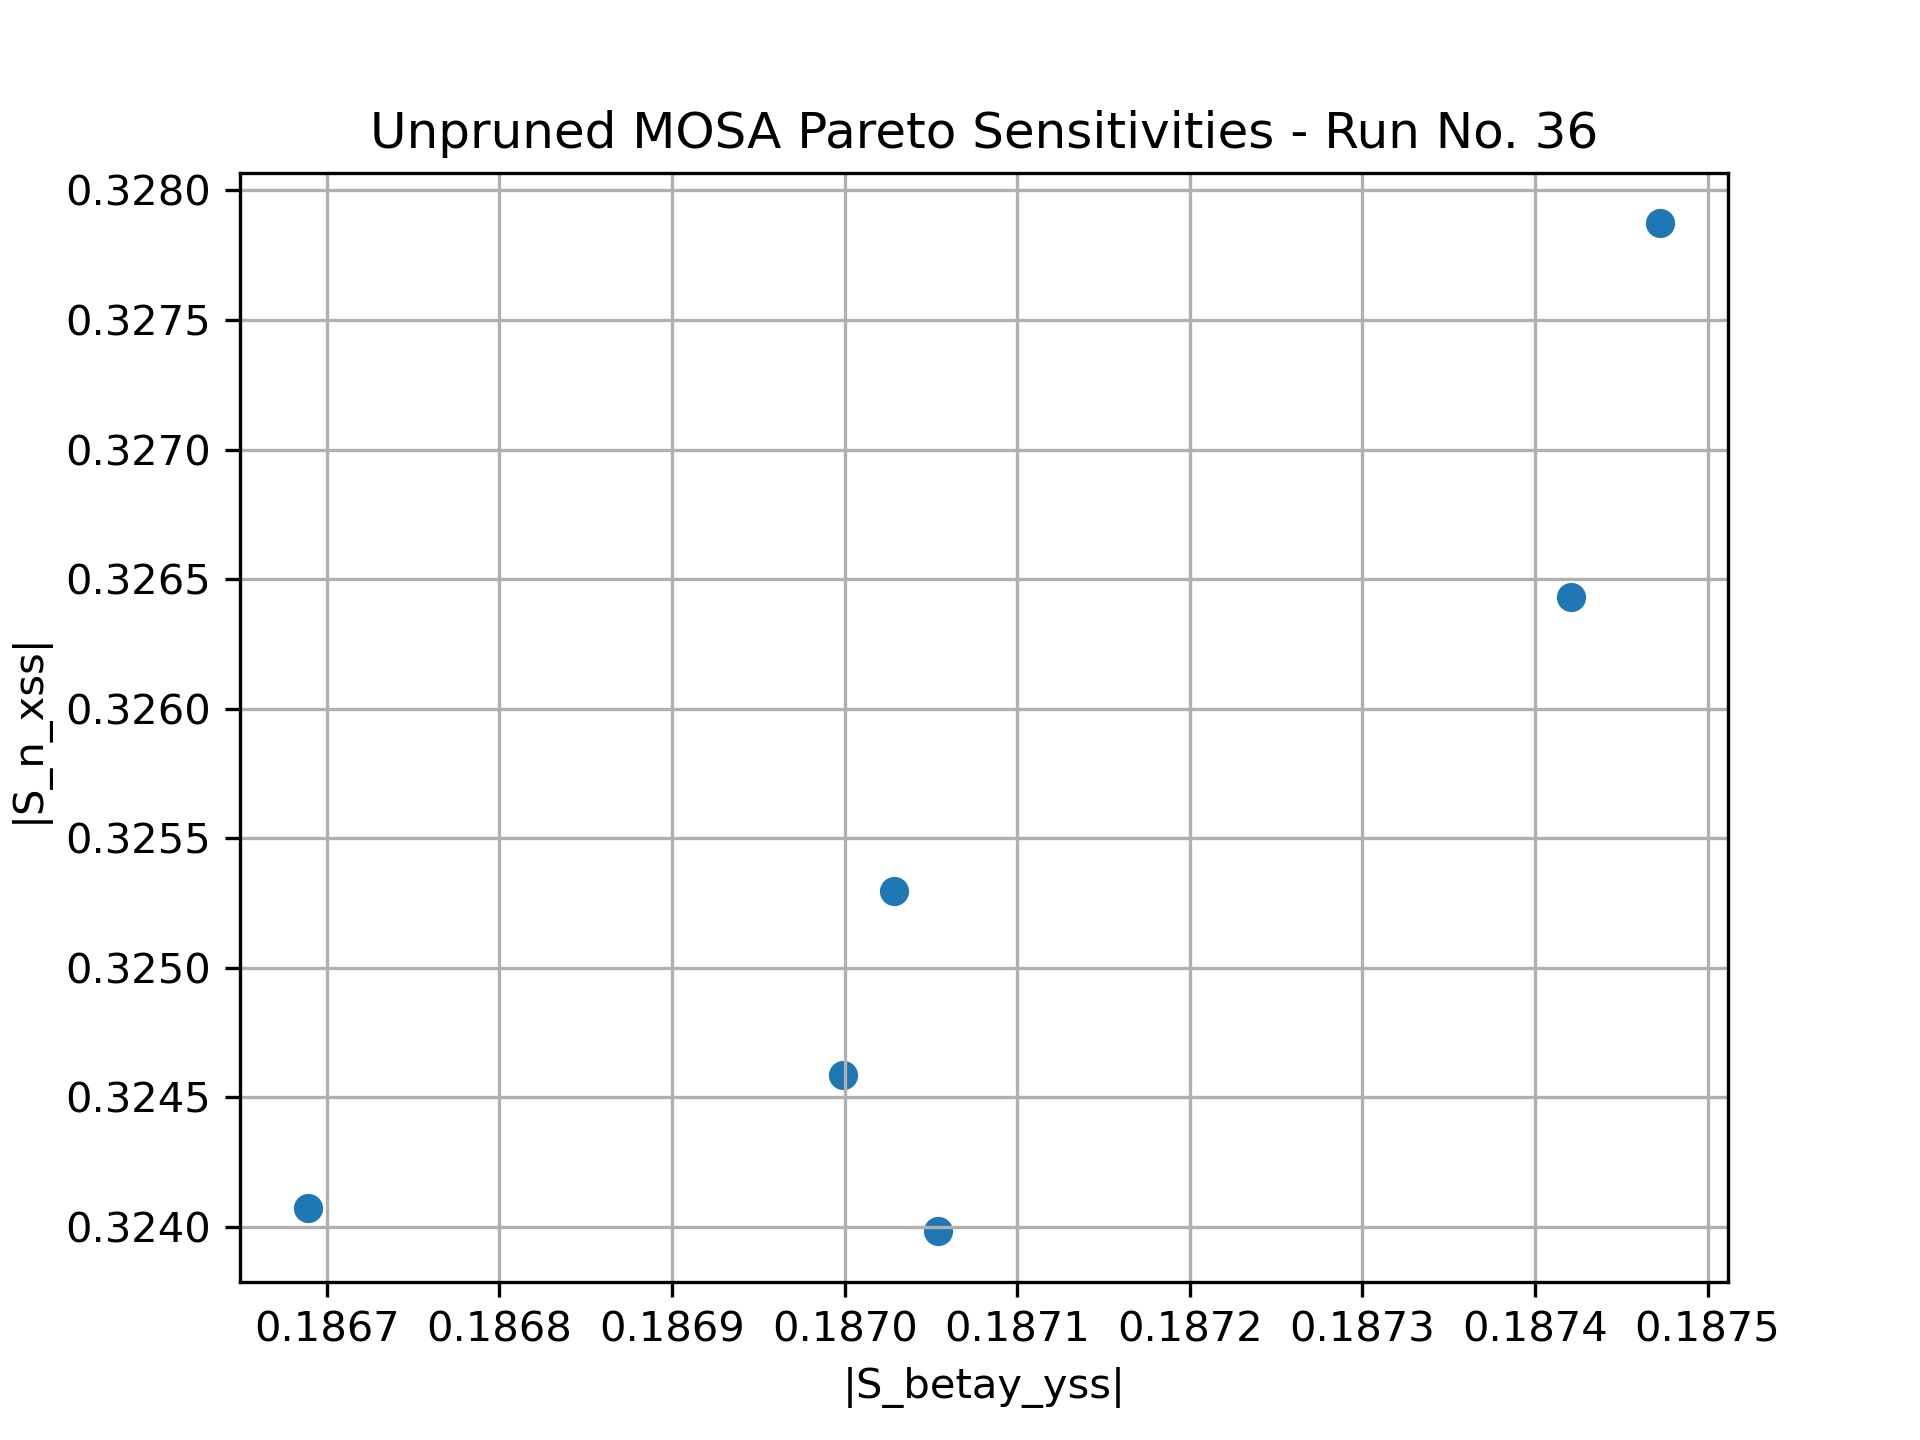 Unpruned MOSA Pareto Sensitivities - Run No. 36
0.3280
0.3275
0.3270
0.3265
0.3260
0.3255
0.3250
0.3245
0.3240
|S_n_xss|
0.1867 0.1868 0.1869 0.1870 0.1871 0.1872 0.1873 0.1874 0.1875
|S_betay_yss|